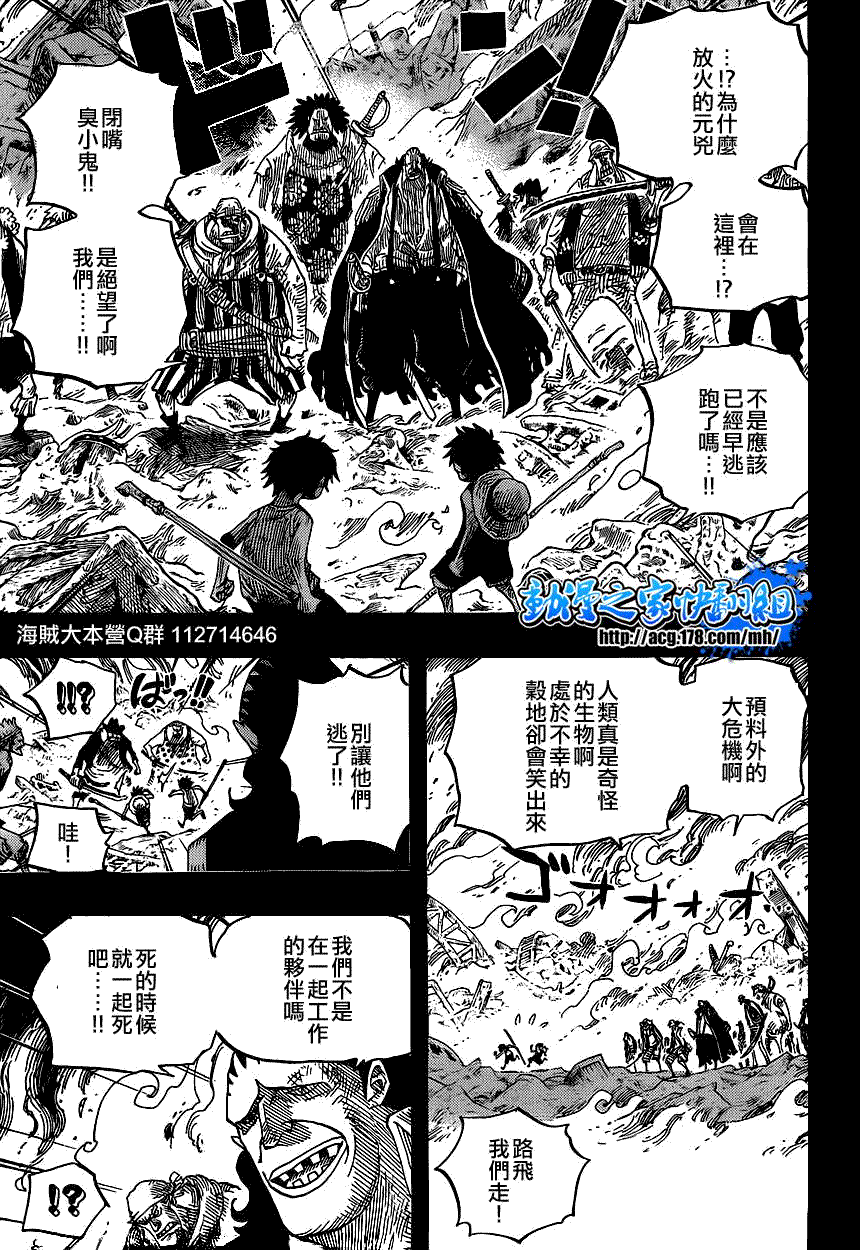 …!?為什麼
放火的元兇
會在
這裡…!?
不是應該
已經早逃
跑了嗎…!!
閉嘴
臭小鬼!!
是絕望了啊
我們……!!
ドドン!!
動漫之家快翻組
http://acg.178.com/mh/
海賊大本營Q群 112714646
預料外的
大危機啊
人類真是奇怪
的生物啊
處於不幸的
穀地卻會笑出來
ゴオオオオ
路飛
我們走!
別讓他們
逃了!!
ばっ!!
!!?
哇!
我們不是
在一起工作
的夥伴嗎
死的時候
就一起死
吧……!!
!?